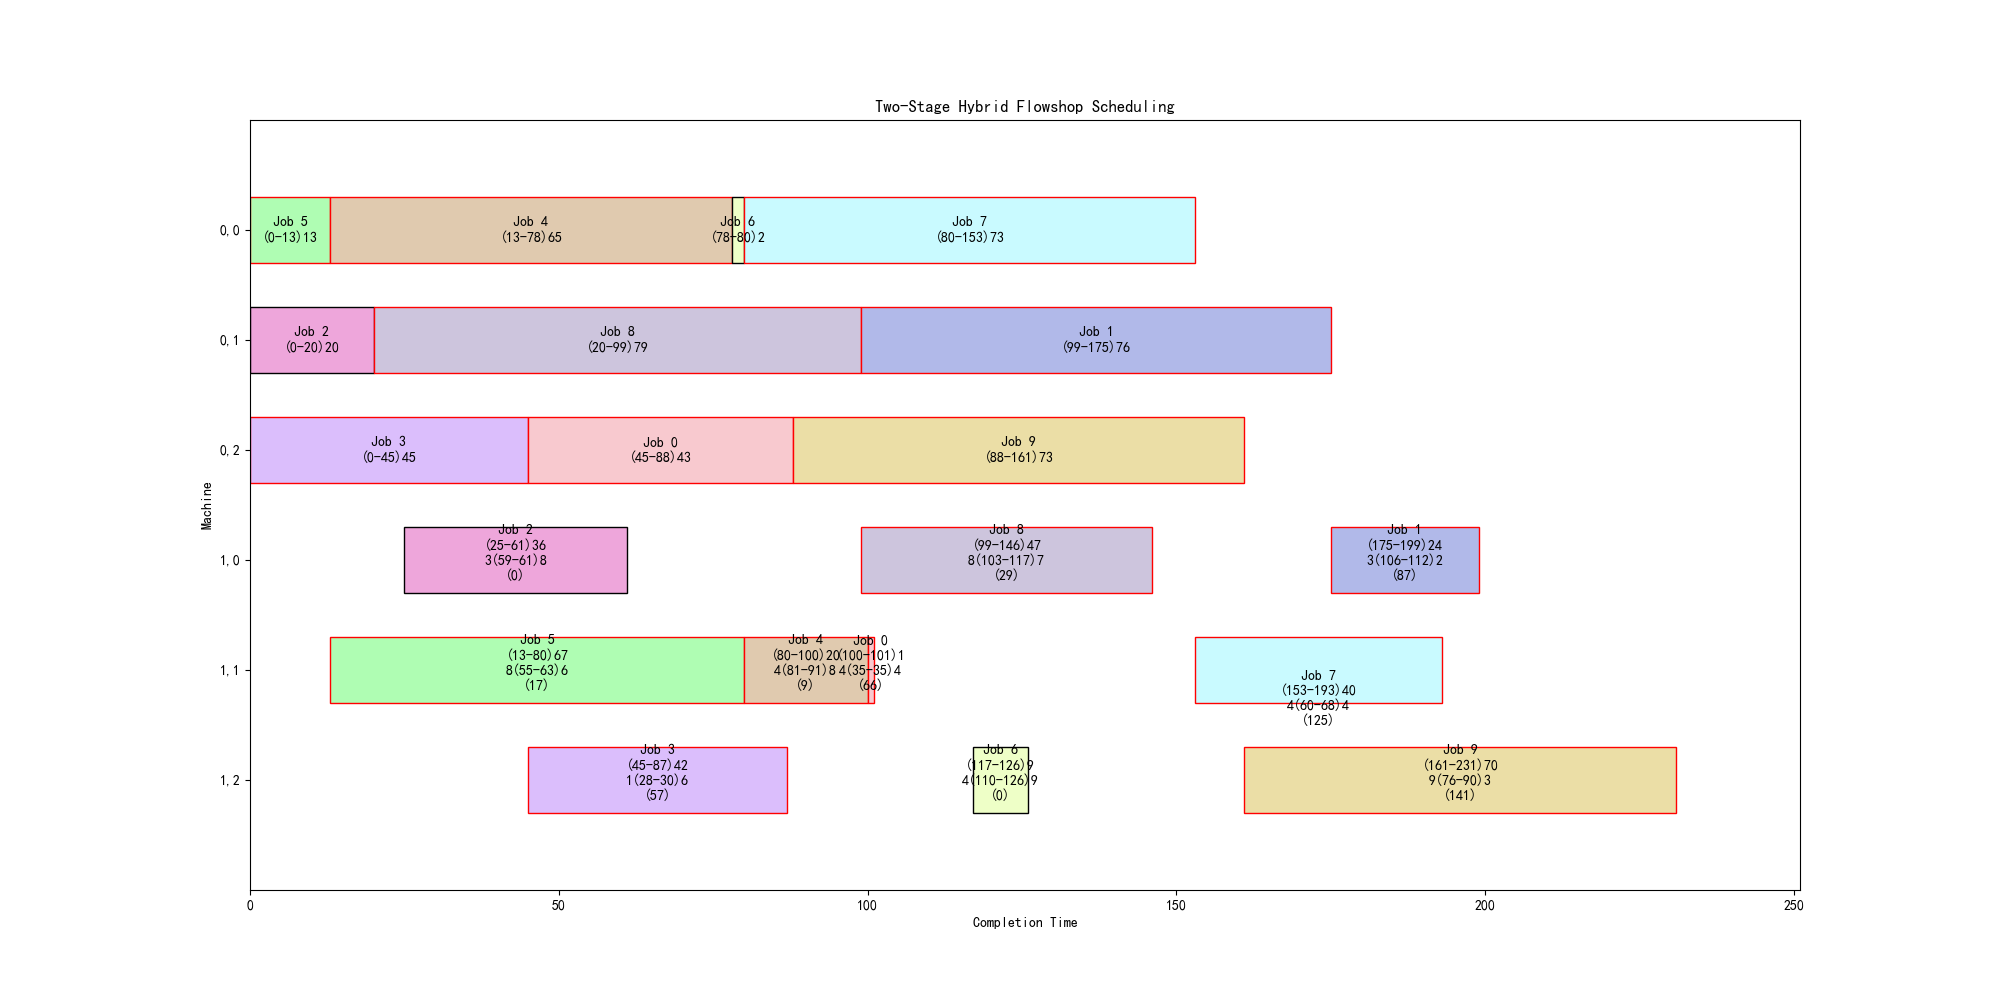 Two-Stage Hybrid Flowshop Scheduling
0,0
Job 5
(0-13)13
Job 4
(13-78)65
Job 6
(78-80)2
Job 7
(80-153)73
0,1
Job 2
(0-20)20
Job 8
(20-99)79
Job 1
(99-175)76
0,2
Job 3
(0-45)45
Job 0
(45-88)43
Job 9
(88-161)73
Machine
1,0
Job 2
(25-61)36
3(59-61)8
(0)
Job 8
(99-146)47
8(103-117)7
(29)
Job 1
(175-199)24
3(106-112)2
(87)
1,1
Job 5
(13-80)67
8(55-63)6
(17)
Job 4
(80-100)20
4(81-91)8
(9)
Job 0
(100-101)1
4(35-35)4
(66)
Job 7
(153-193)40
4(60-68)4
(125)
1,2
Job 3
(45-87)42
1(28-30)6
(57)
Job 6
(117-126)9
4(110-126)9
(0)
Job 9
(161-231)70
9(76-90)3
(141)
0
50
100
150
200
250
Completion Time